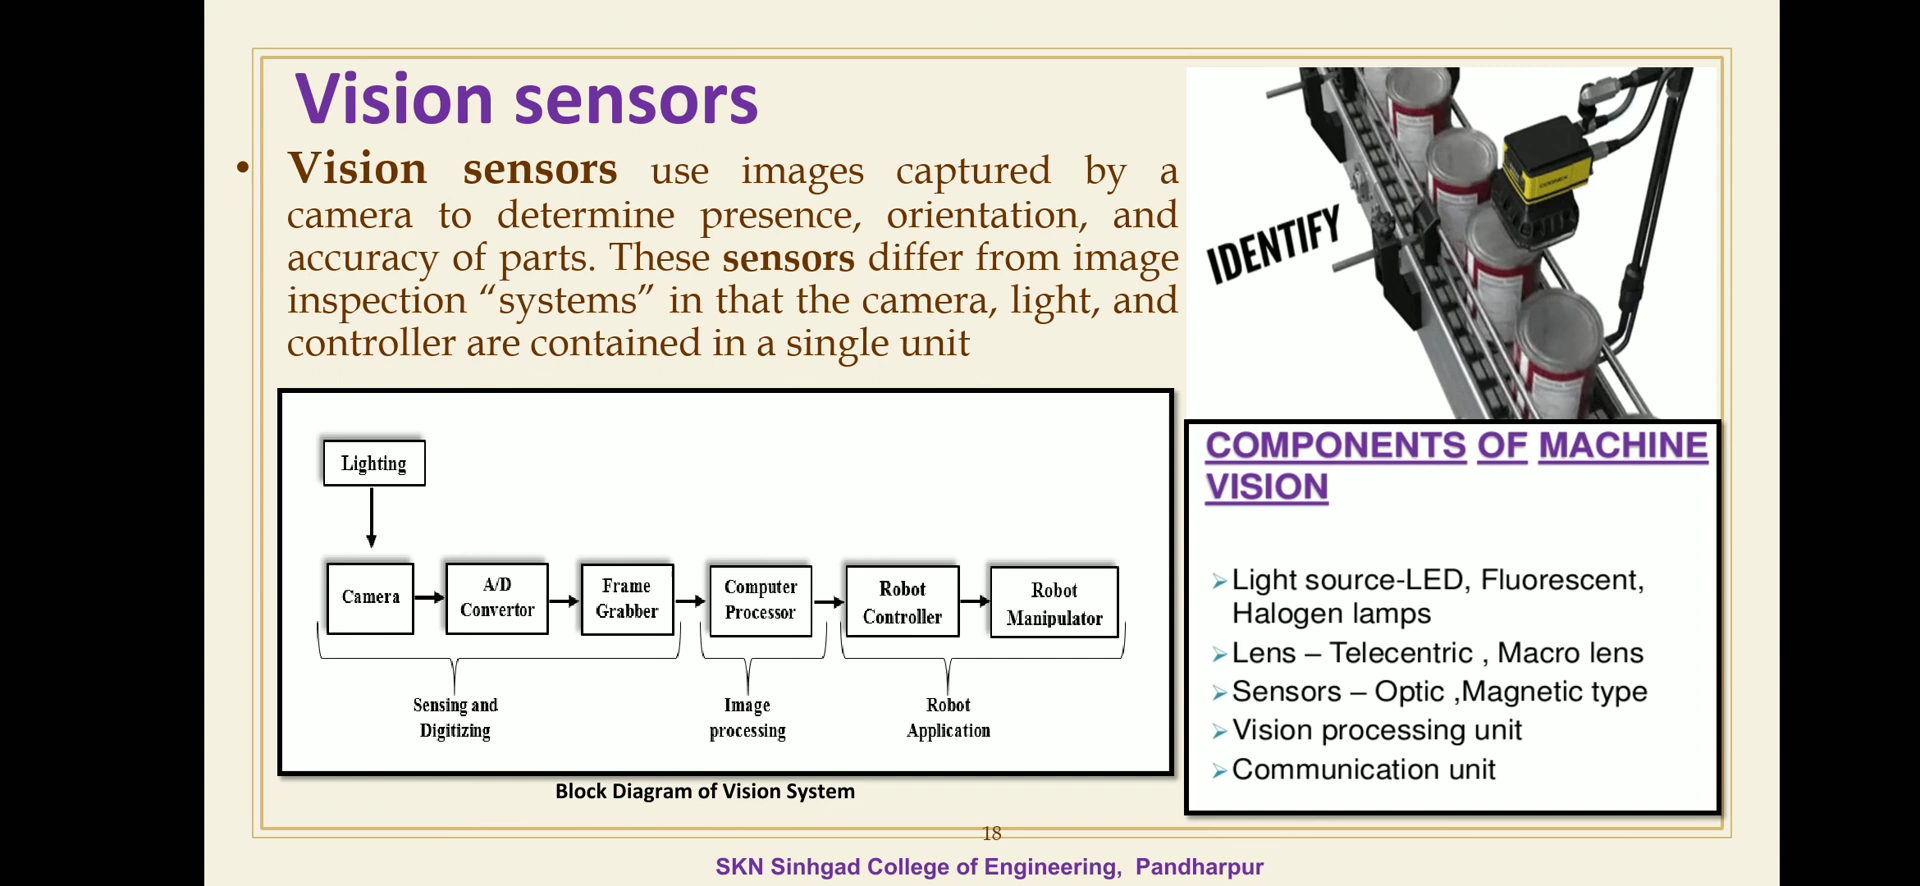 Vision sensors
• Vision sensors use images captured by a
camera to determine presence, orientation, and
accuracy of parts. These sensors differ from image
inspection “systems” in that the camera, light, and
controller are contained in a single unit
IDENTIFY
COGNEX
Lighting
Camera
A/D
Convertor
Frame
Grabber
Computer
Processor
Robot
Controller
Robot
Manipulator
Sensing and
Digitizing
Image
processing
Robot
Application
Block Diagram of Vision System
COMPONENTS OF MACHINE
VISION
➢Light source-LED, Fluorescent,
Halogen lamps
➢Lens – Telecentric , Macro lens
➢Sensors – Optic ,Magnetic type
➢Vision processing unit
➢Communication unit
18
SKN Sinhgad College of Engineering, Pandharpur